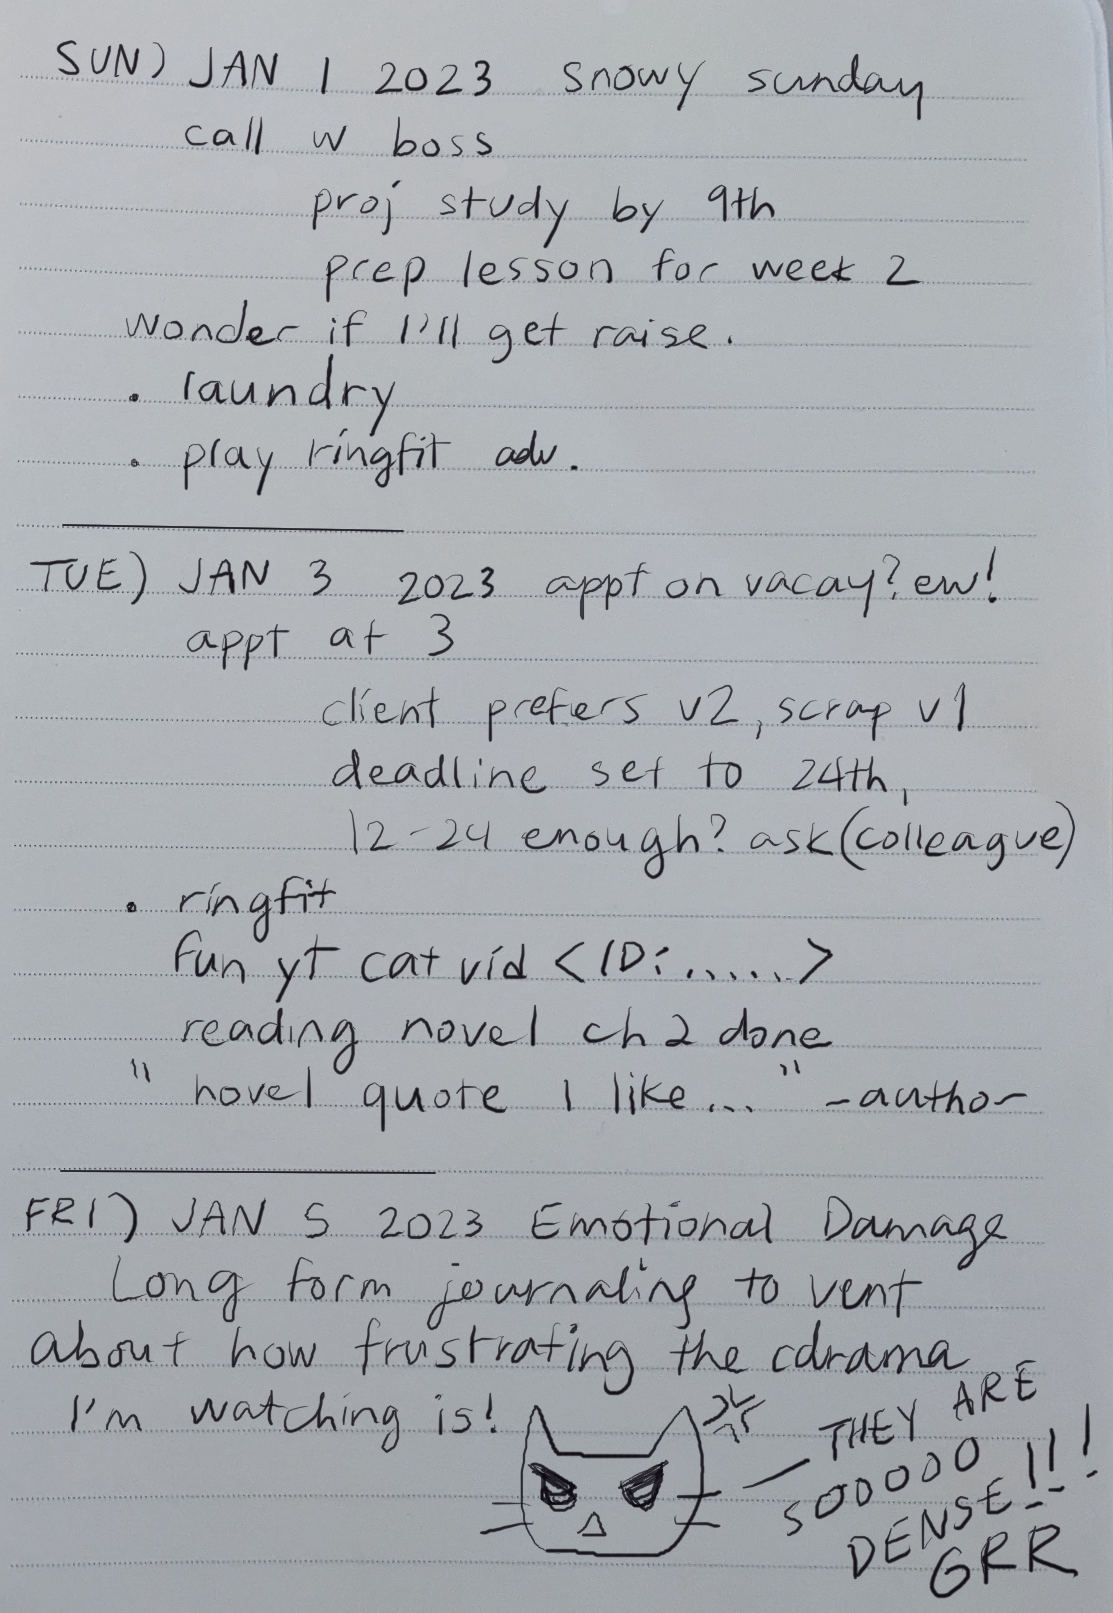 SUN) JAN 1 2023 snowy sunday
call w boss
proj study by 9th
prep lesson for week 2
wonder if I'll get raise.
. laundry
. play ringfit adv.
TUE) JAN 3 2023 appt on vacay? ew!
appt at 3
client prefers v2, scrap v1
deadline set to 24th,
12-24 enough? ask (colleague)
. ringfit
fun yt cat vid <ID:......>
reading novel ch 2 done
" novel quote I like... " -author
FRI) JAN 5 2023 Emotional Damage
Long form journaling to vent
about how frustrating the cdrama
I'm watching is!
THEY ARE
SOOOOO
DENSE!!!
GRR